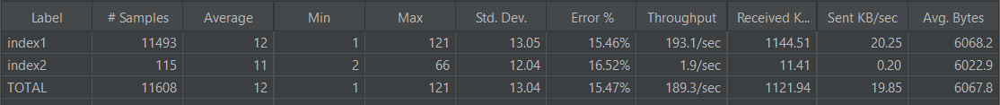 Label # Samples Average Min Max Std. Dev. Error % Throughput Received K... Sent KB/sec Avg. Bytes
index1 11493 12 1 121 13.05 15.46% 193.1/sec 1144.51 20.25 6068.2
index2 115 11 2 66 12.04 16.52% 1.9/sec 11.41 0.20 6022.9
TOTAL 11608 12 1 121 13.04 15.47% 189.3/sec 1121.94 19.85 6067.8